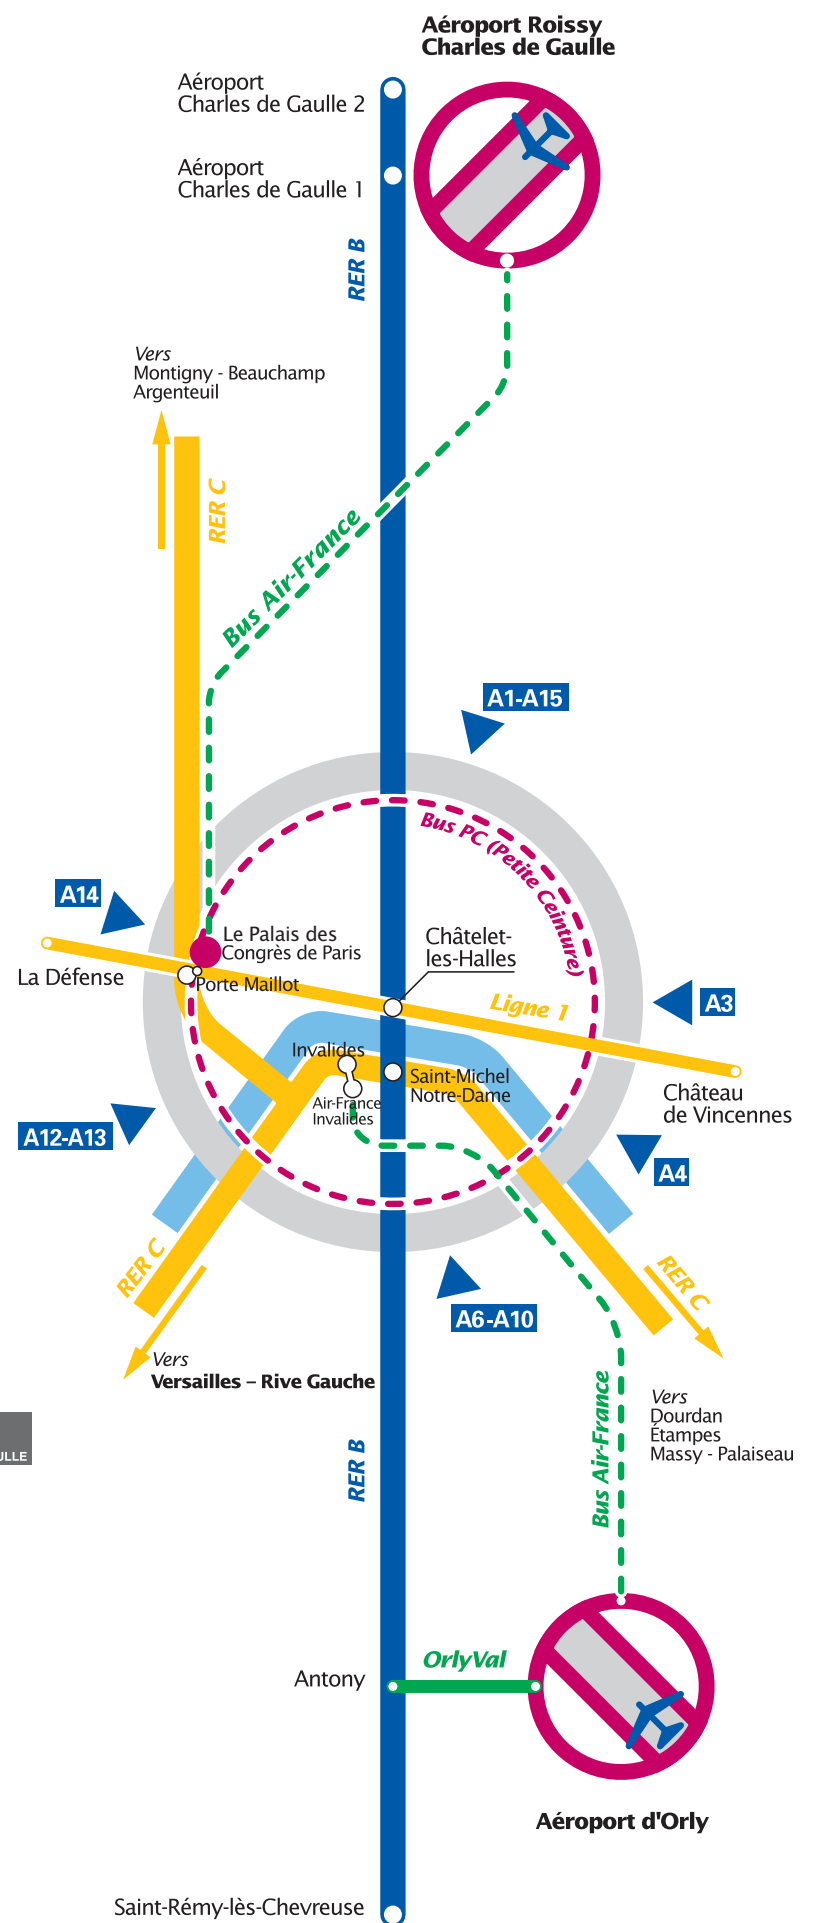 Aéroport Roissy
Charles de Gaulle
Aéroport
Charles de Gaulle 2
Aéroport
Charles de Gaulle 1
RER B
Vers
Montigny - Beauchamp
Argenteuil
RER C
Bus Air-France
A1-A15
Bus PC (Petite Ceinture)
A14
Le Palais des
Congrès de Paris
Châtelet-
les-Halles
La Défense
Porte Maillot
Ligne 1
A3
Invalides
Saint-Michel
Notre-Dame
Air-France
Invalides
Château
de Vincennes
A12-A13
A4
RER C
RER C
A6-A10
Vers
Versailles – Rive Gauche
Bus Air-France
Vers
Dourdan
Étampes
Massy - Palaiseau
RER B
OrlyVal
Antony
Aéroport d'Orly
Saint-Rémy-lès-Chevreuse